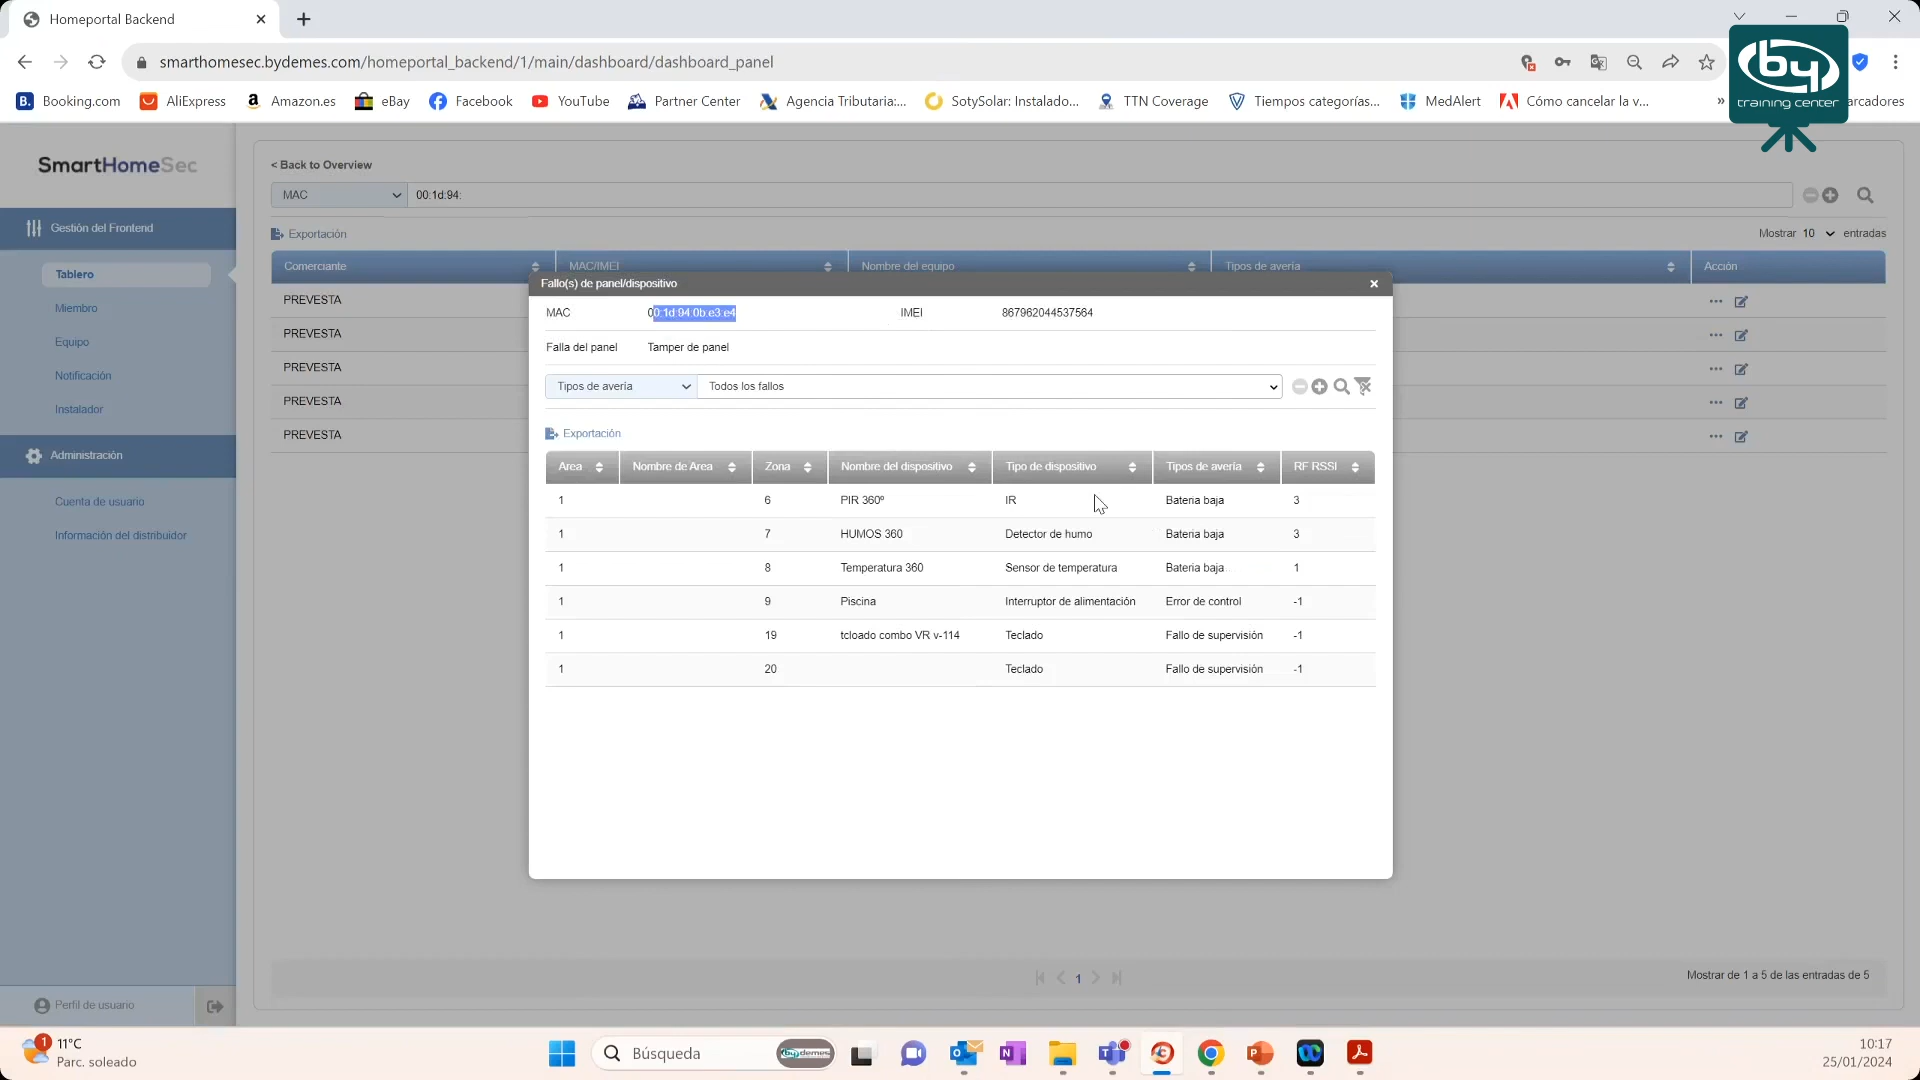 Homeportal Backend
smarthomesec.bydemes.com/homeportal_backend/1/main/dashboard/dashboard_panel
by
training center
B. Booking.com AliExpress a Amazon.es eBay Facebook YouTube Partner Center Agencia Tributaria:... SotySolar: Instalado... TTN Coverage Tiempos categorías... MedAlert Cómo cancelar la v... » arcadores
SmartHomeSec
Gestión del Frontend
Tablero
Miembro
Equipo
Notificación
Instalador
Administración
Cuenta de usuario
Información del distribuidor
Perfil de usuario
< Back to Overview
MAC 00:1d:94:
Exportación Mostrar 10 entradas
Comerciante MAC/IMEI Nombre del equipo Tipos de avería Acción
PREVESTA
PREVESTA
PREVESTA
PREVESTA
PREVESTA
Fallo(s) de panel/dispositivo
MAC 00:1d:94:0b:e3:e4 IMEI 867962044537564
Falla del panel Tamper de panel
Tipos de avería Todos los fallos
Exportación
Area Nombre de Area Zona Nombre del dispositivo Tipo de dispositivo Tipos de avería RF RSSI
1 6 PIR 360º IR Bateria baja 3
1 7 HUMOS 360 Detector de humo Bateria baja 3
1 8 Temperatura 360 Sensor de temperatura Bateria baja 1
1 9 Piscina Interruptor de alimentación Error de control -1
1 19 tcloado combo VR v-114 Teclado Fallo de supervisión -1
1 20 Teclado Fallo de supervisión -1
1
Mostrar de 1 a 5 de las entradas de 5
1
11°C
Parc. soleado
Búsqueda
by demes
10:17
25/01/2024